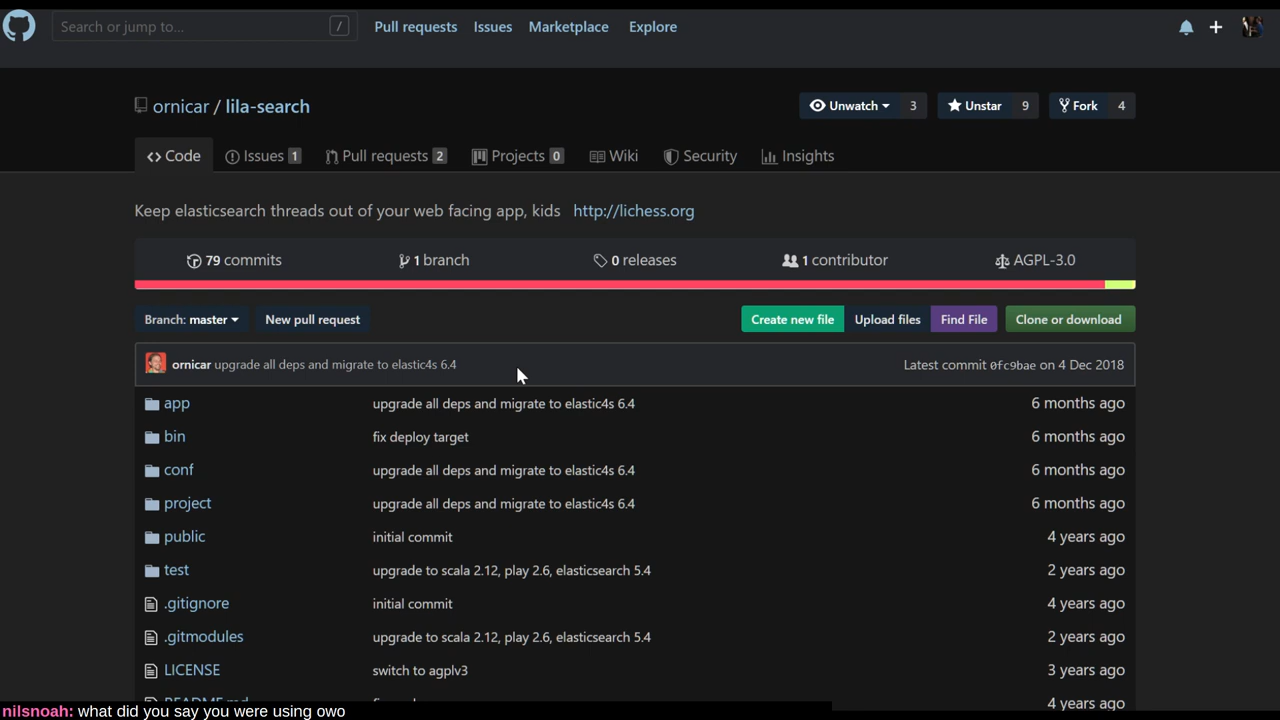 Search or jump to... /
Pull requests Issues Marketplace Explore
ornicar / lila-search
Unwatch 3 Unstar 9 Fork 4
Code Issues 1 Pull requests 2 Projects 0 Wiki Security Insights
Keep elasticsearch threads out of your web facing app, kids http://lichess.org
79 commits 1 branch 0 releases 1 contributor AGPL-3.0
Branch: master New pull request Create new file Upload files Find File Clone or download
ornicar upgrade all deps and migrate to elastic4s 6.4 Latest commit 0fc9bae on 4 Dec 2018
app upgrade all deps and migrate to elastic4s 6.4 6 months ago
bin fix deploy target 6 months ago
conf upgrade all deps and migrate to elastic4s 6.4 6 months ago
project upgrade all deps and migrate to elastic4s 6.4 6 months ago
public initial commit 4 years ago
test upgrade to scala 2.12, play 2.6, elasticsearch 5.4 2 years ago
.gitignore initial commit 4 years ago
.gitmodules upgrade to scala 2.12, play 2.6, elasticsearch 5.4 2 years ago
LICENSE switch to agplv3 3 years ago
README.md 4 years ago
nilsnoah: what did you say you were using owo